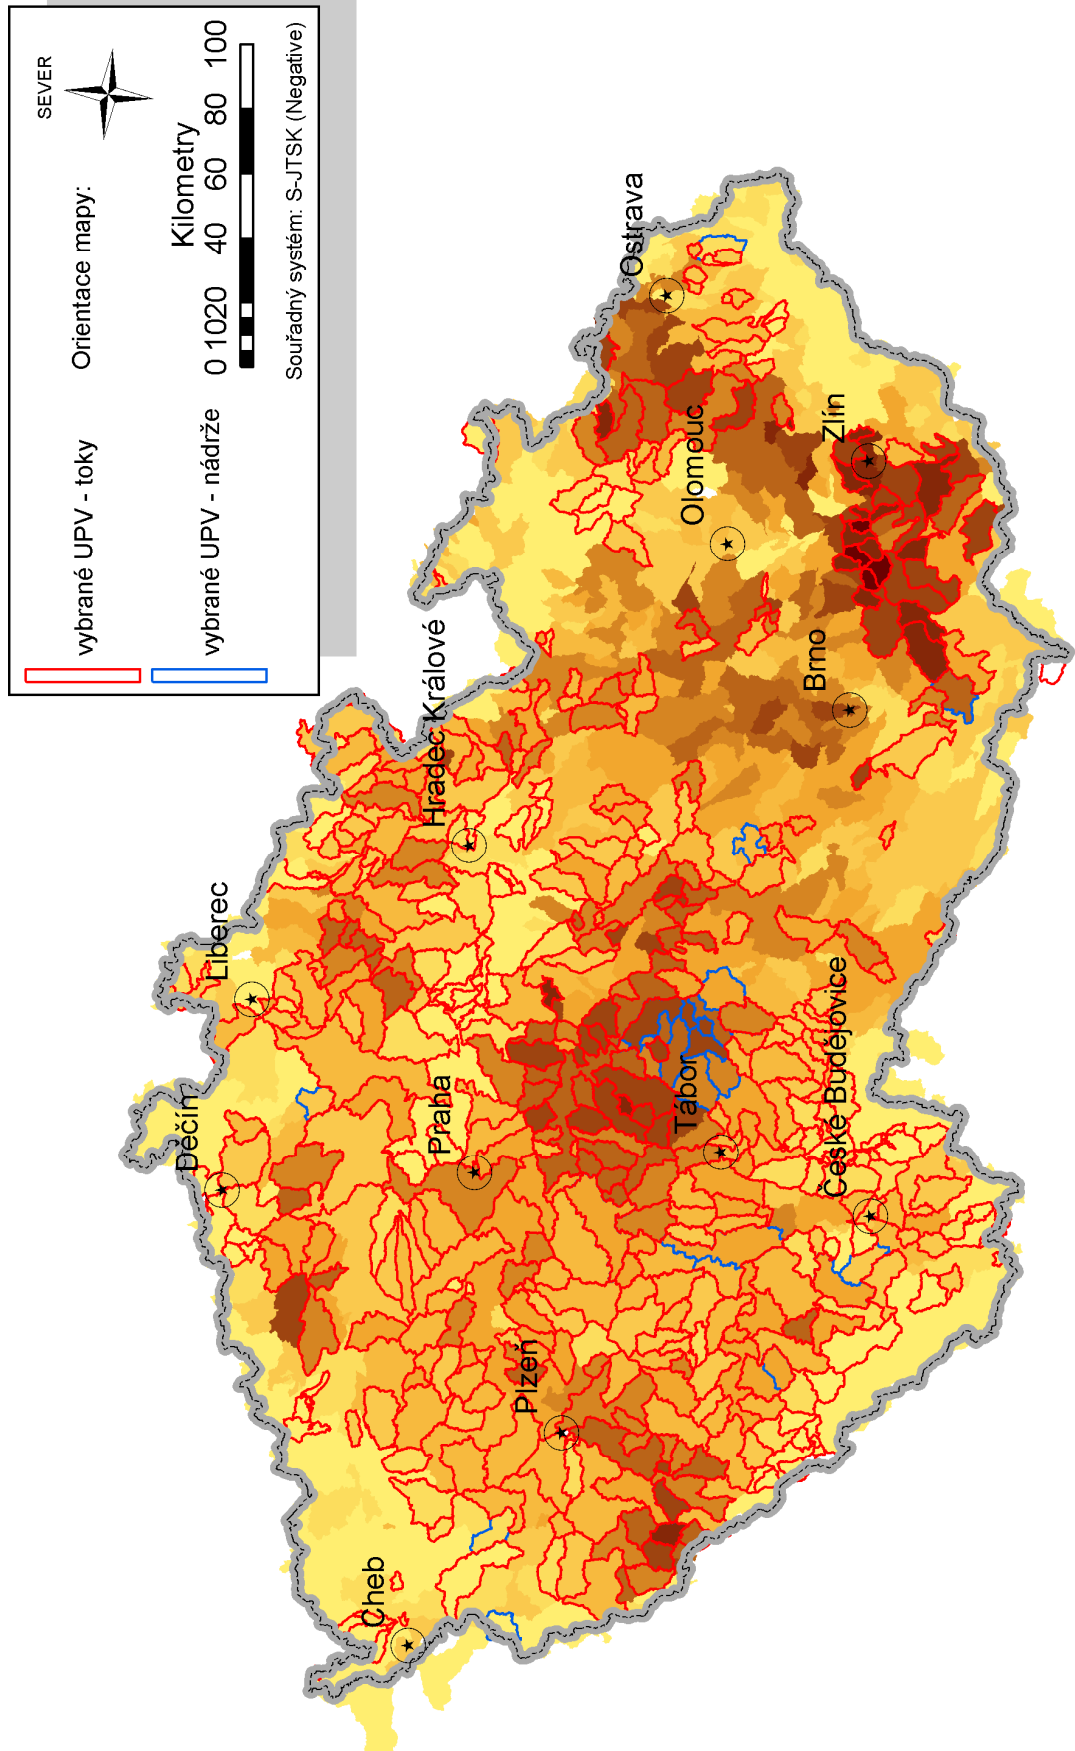 vybrané UPV - toky
vybrané UPV - nádrže
Orientace mapy:
SEVER
Kilometry
0 10 20 40 60 80 100
Souřadný systém: S-JTSK (Negative)
Děčín
Liberec
Cheb
Praha
Hradec Králové
Plzeň
Ostrava
Tábor
Olomouc
České Budějovice
Brno
Zlín